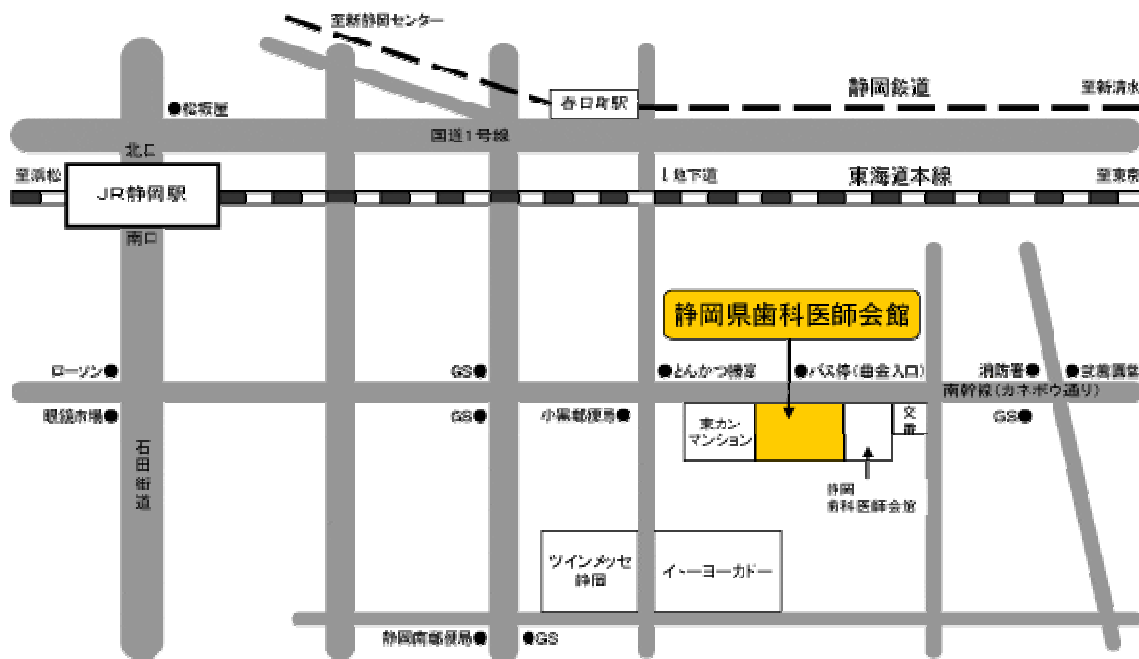 至新静岡センター
春日町駅
静岡鉄道
至新清水
●松坂屋
国道1号線
北口
至浜松
JR静岡駅
地下道
東海道本線
至東京
南口
静岡県歯科医師会館
ローソン●
GS●
●とんかつ勝富
●バス停(曲金入口)
消防署●
南幹線(カネボウ通り)
眼鏡市場●
GS●
小黒郵便局●
東カン
マンション
交番
GS●
石田街道
静岡
歯科医師会館
ツインメッセ
静岡
イトーヨーカドー
静岡南郵便局●
●GS